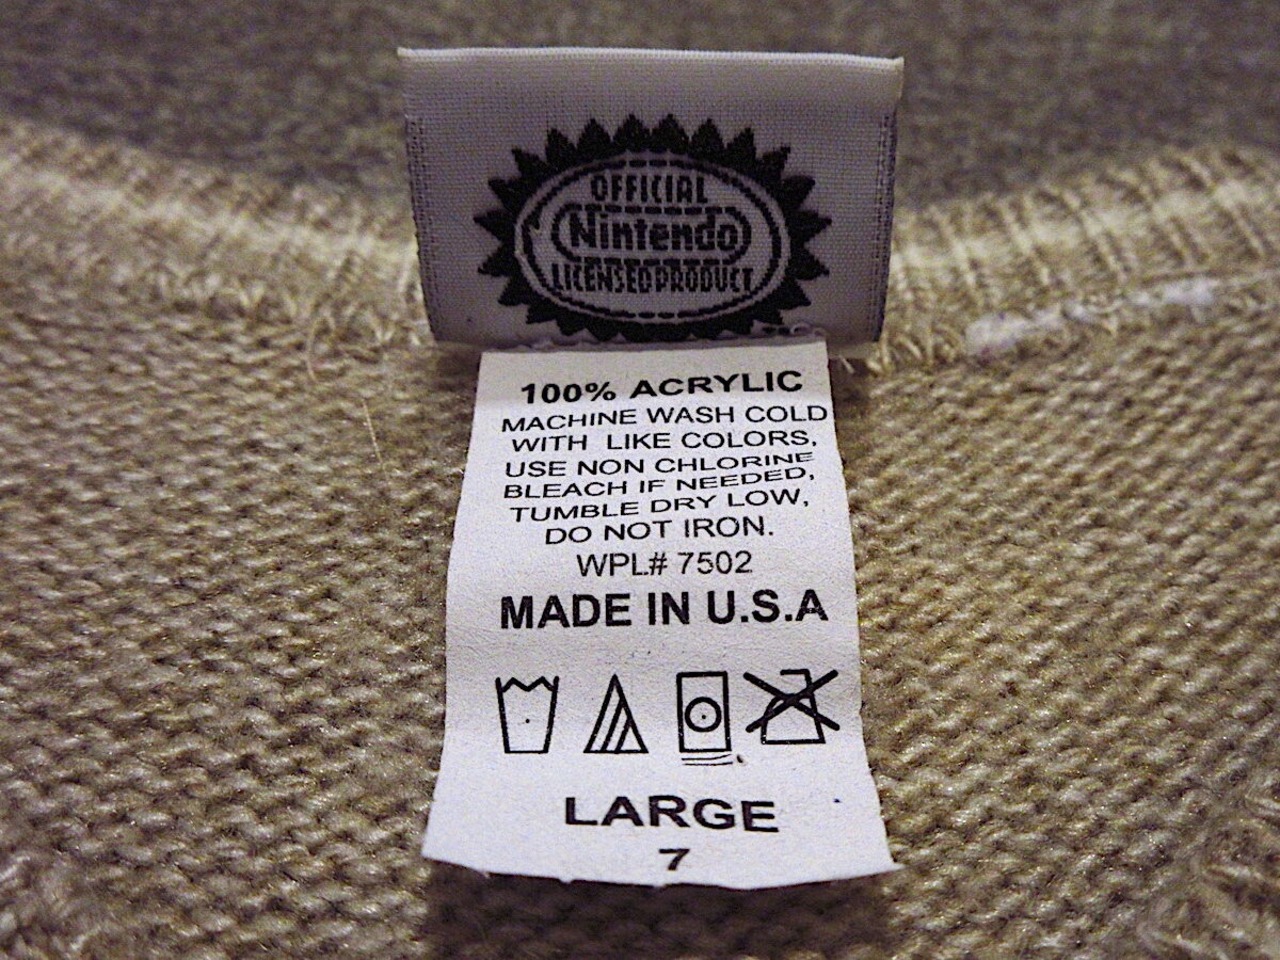 OFFICIAL
Nintendo
LICENSED PRODUCT
100% ACRYLIC
MACHINE WASH COLD
WITH LIKE COLORS,
USE NON CHLORINE
BLEACH IF NEEDED,
TUMBLE DRY LOW,
DO NOT IRON.
WPL# 7502
MADE IN U.S.A
LARGE
7